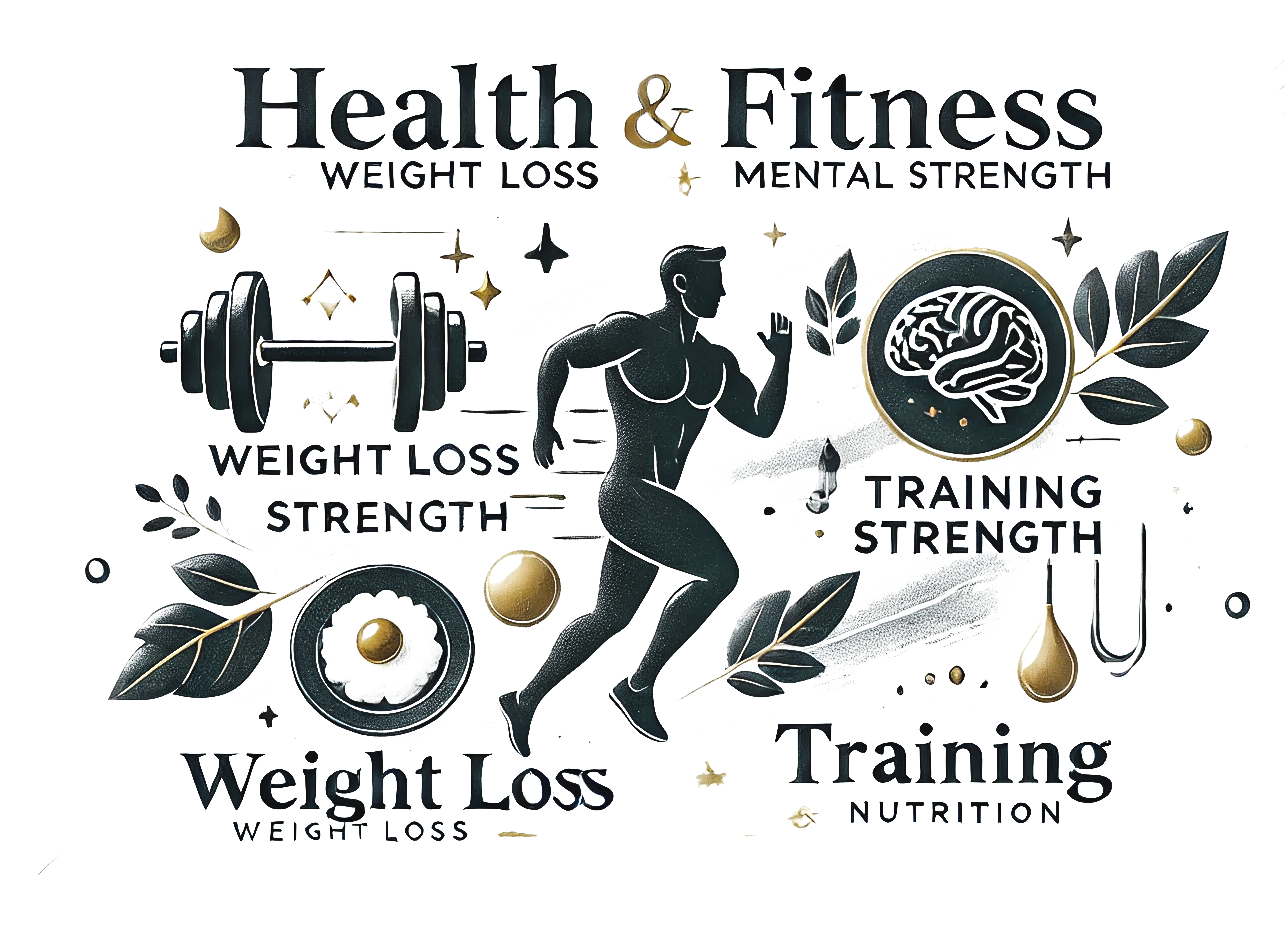 Health & Fitness
WEIGHT LOSS MENTAL STRENGTH
WEIGHT LOSS
STRENGTH
TRAINING
STRENGTH
Weight Loss
WEIGHT LOSS
Training
NUTRITION